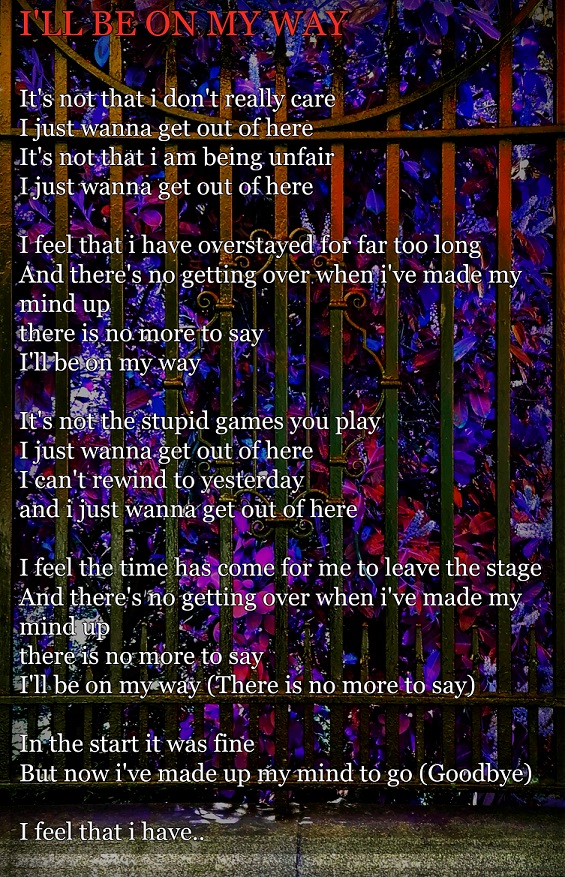 I'LL BE ON MY WAY
It's not that i don't really care
I just wanna get out of here
It's not that i am being unfair
I just wanna get out of here
I feel that i have overstayed for far too long
And there's no getting over when i've made my
mind up
there is no more to say
I'll be on my way
It's not the stupid games you play
I just wanna get out of here
I can't rewind to yesterday
and i just wanna get out of here
I feel the time has come for me to leave the stage
And there's no getting over when i've made my
mind up
there is no more to say
I'll be on my way (There is no more to say)
In the start it was fine
But now i've made up my mind to go (Goodbye)
I feel that i have..